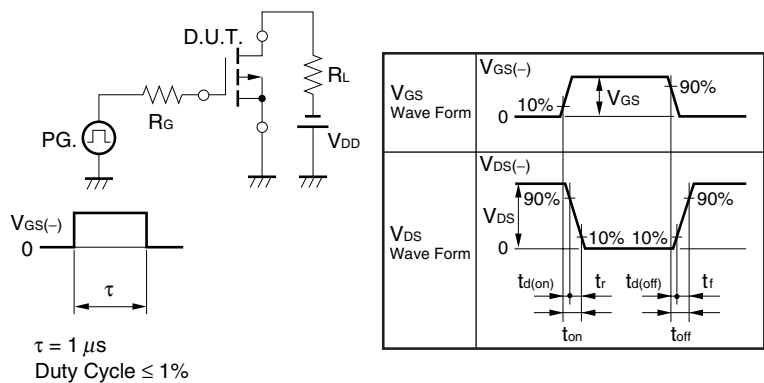 D.U.T.
RL
RG
PG.
VDD
VGS(−)
0
τ
τ = 1 μs
Duty Cycle ≤ 1%
VGS
Wave Form
VGS(−)
10%
VGS
90%
0
VDS
Wave Form
VDS(−)
90%
VDS
90%
10%
10%
0
td(on)
tr
td(off)
tf
ton
toff